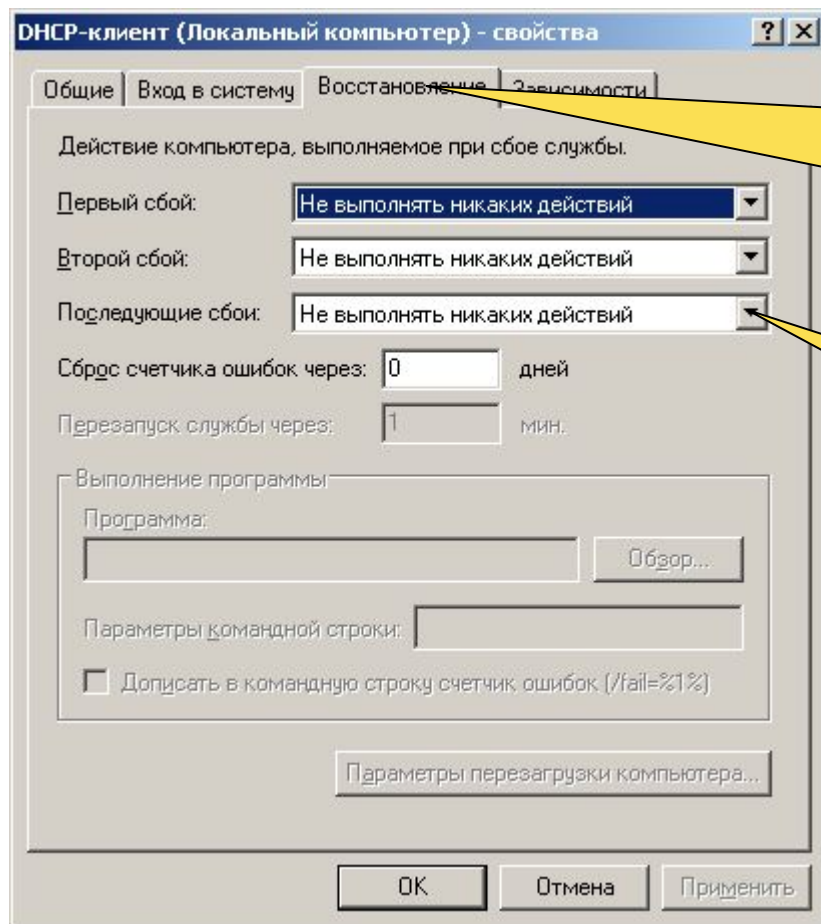 DHCP-клиент (Локальный компьютер) - свойства
Общие Вход в систему Восстановление Зависимости
Действие компьютера, выполняемое при сбое службы.
Первый сбой: Не выполнять никаких действий
Второй сбой: Не выполнять никаких действий
Последующие сбои: Не выполнять никаких действий
Сброс счетчика ошибок через: 0 дней
Перезапуск службы через: 1 мин.
Выполнение программы
Программа:
Обзор...
Параметры командной строки:
Дописать в командную строку счетчик ошибок (/fail=%1%)
Параметры перезагрузки компьютера...
ОК Отмена Применить